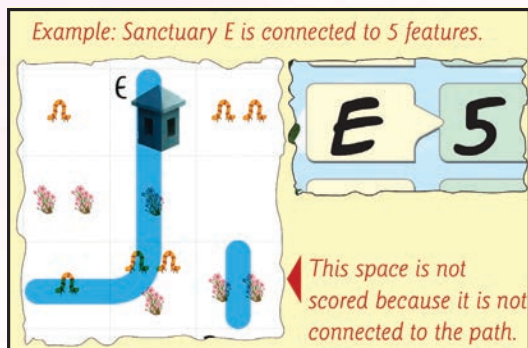 Example: Sanctuary E is connected to 5 features.
E
E 5
This space is not
scored because it is not
connected to the path.